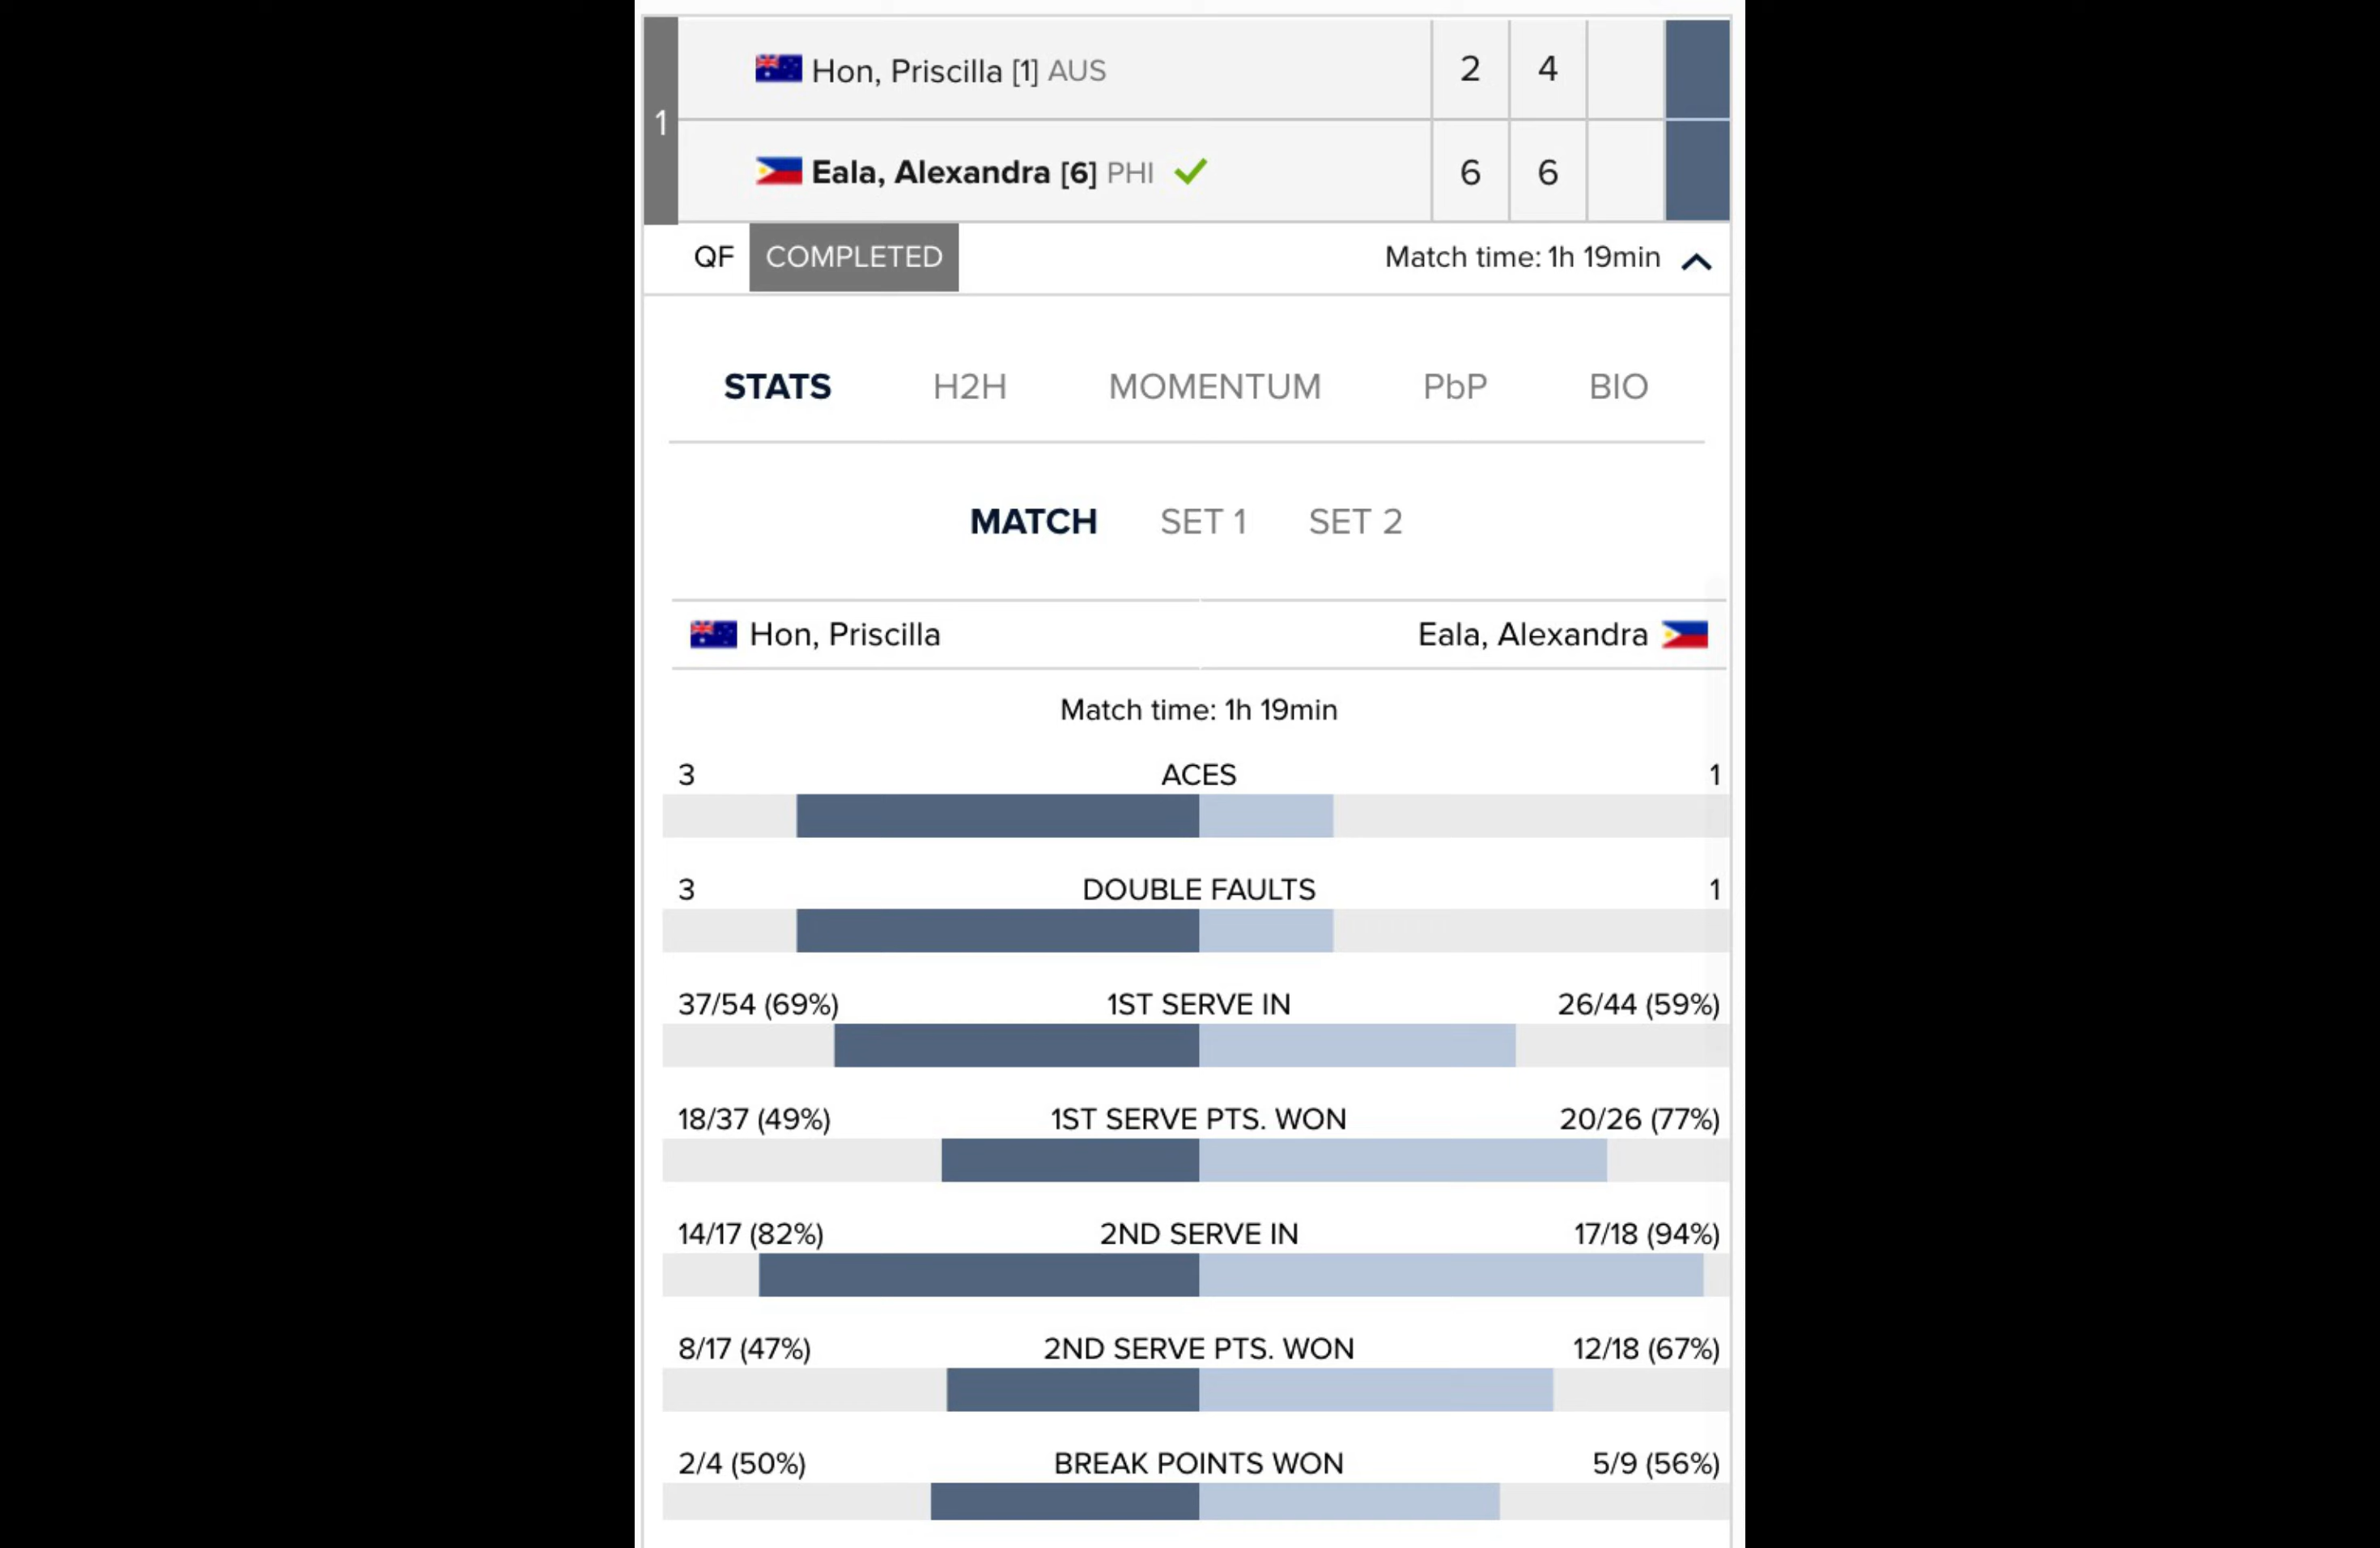 1
Hon, Priscilla [1] AUS 2 4
Eala, Alexandra [6] PHI 6 6
QF COMPLETED Match time: 1h 19min
STATS H2H MOMENTUM PbP BIO
MATCH SET 1 SET 2
Hon, Priscilla Eala, Alexandra
Match time: 1h 19min
3 ACES 1
3 DOUBLE FAULTS 1
37/54 (69%) 1ST SERVE IN 26/44 (59%)
18/37 (49%) 1ST SERVE PTS. WON 20/26 (77%)
14/17 (82%) 2ND SERVE IN 17/18 (94%)
8/17 (47%) 2ND SERVE PTS. WON 12/18 (67%)
2/4 (50%) BREAK POINTS WON 5/9 (56%)